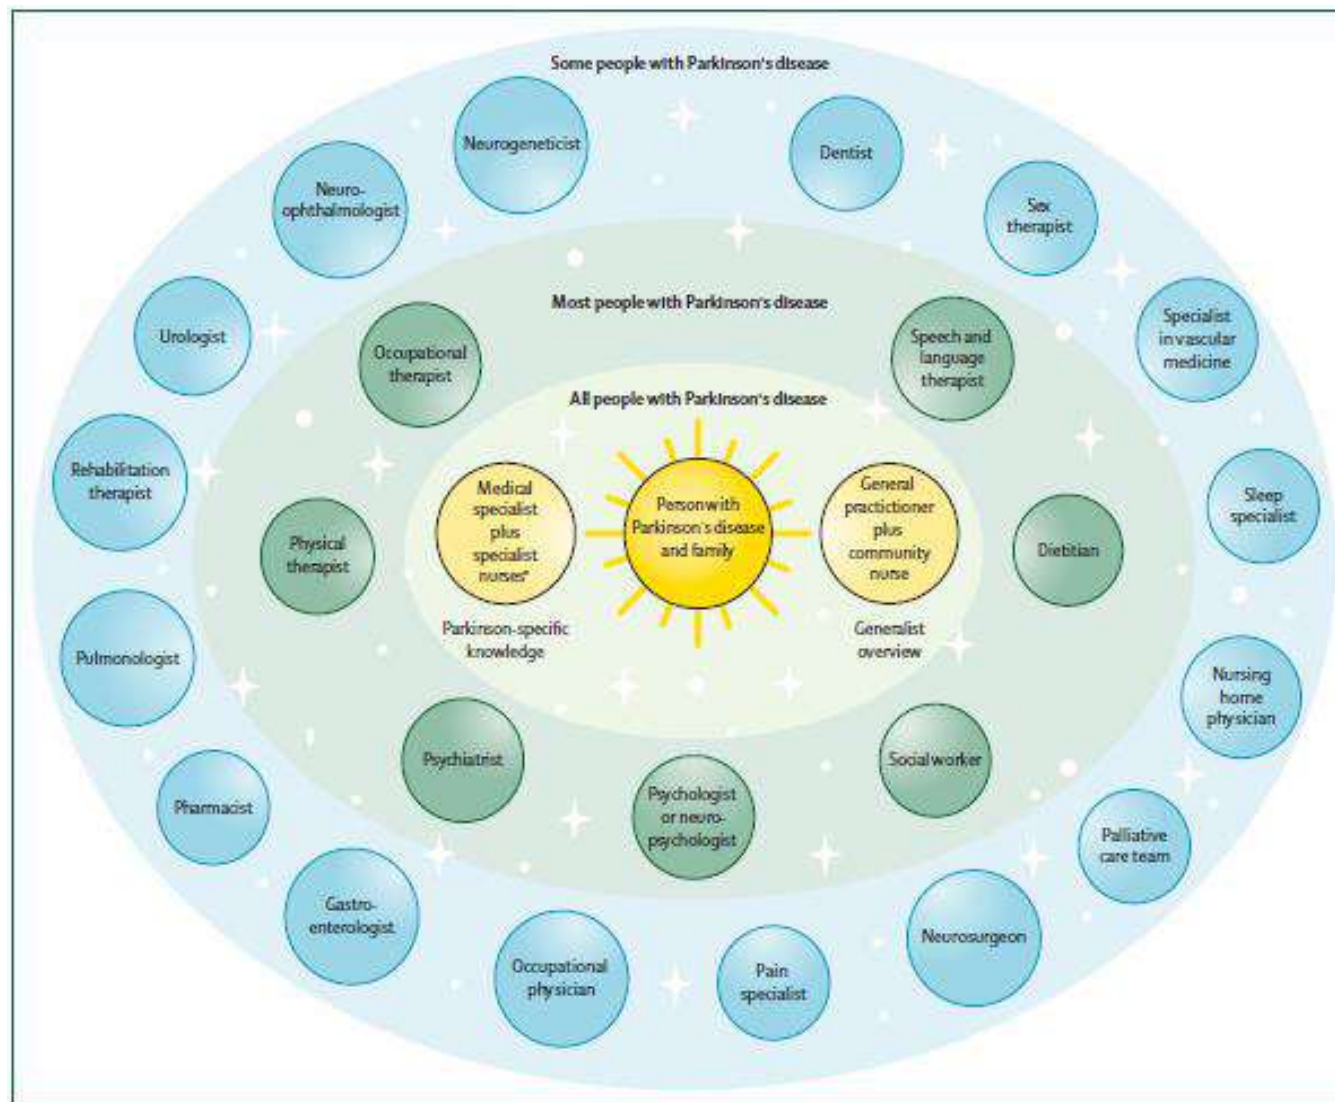 Some people with Parkinson's disease
Neurogeneticist
Dentist
Neuro-
ophthalmologist
Sex
therapist
Urologist
Specialist
in vascular
medicine
Rehabilitation
therapist
Sleep
specialist
Pulmonologist
Nursing
home
physician
Pharmacist
Palliative
care team
Gastro-
enterologist
Neurosurgeon
Occupational
physician
Pain
specialist
Most people with Parkinson's disease
Occupational
therapist
Speech and
language
therapist
Physical
therapist
Dietitian
Psychiatrist
Social worker
Psychologist
or neuro-
psychologist
All people with Parkinson's disease
Medical
specialist
plus
specialist
nurses*
Parkinson-specific
knowledge
Person with
Parkinson's disease
and family
General
practictioner
plus
community
nurse
Generalist
overview